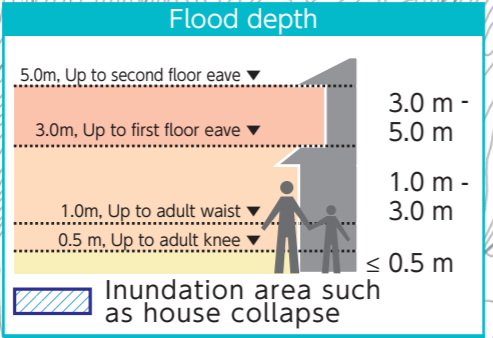 Flood depth
5.0m, Up to second floor eave ▼
3.0 m -
5.0 m
3.0m, Up to first floor eave ▼
1.0 m -
3.0 m
1.0m, Up to adult waist ▼
0.5 m, Up to adult knee ▼
≤ 0.5 m
Inundation area such
as house collapse